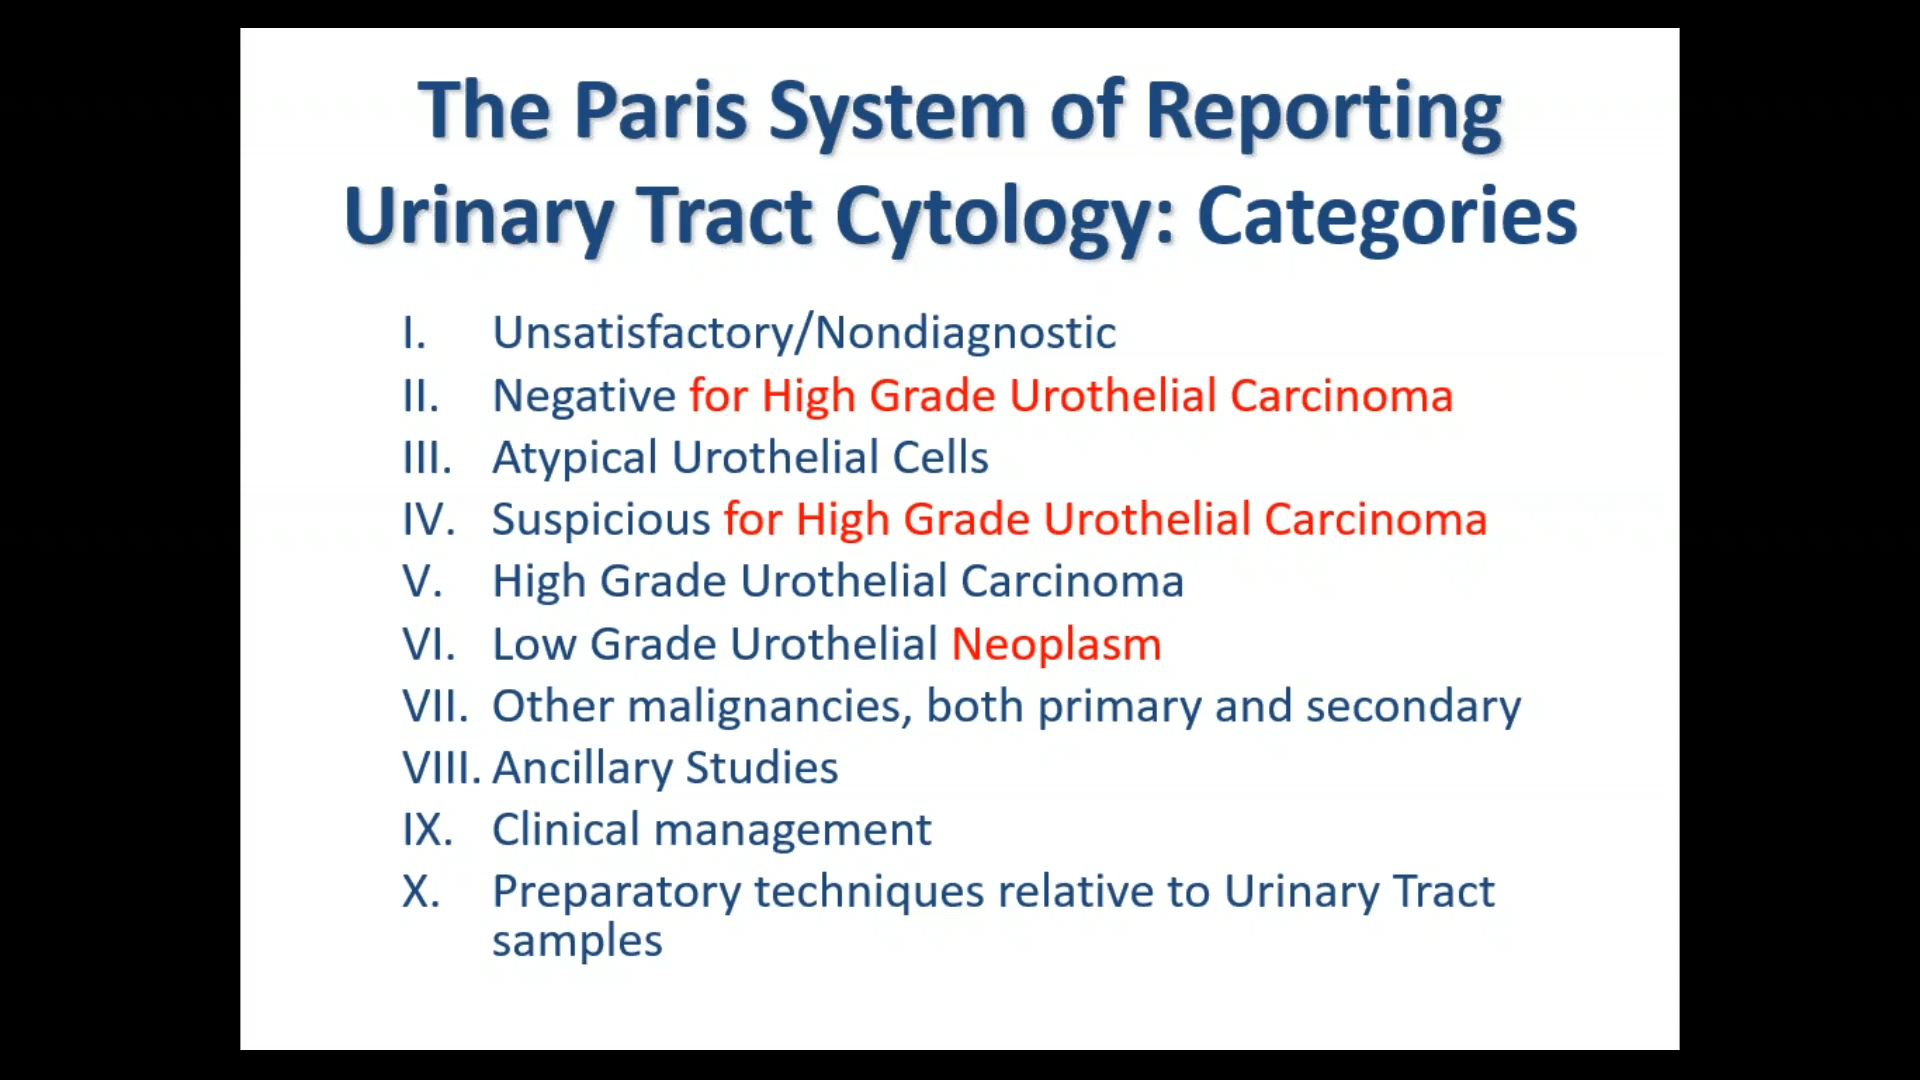 The Paris System of Reporting
Urinary Tract Cytology: Categories
I. Unsatisfactory/Nondiagnostic
II. Negative for High Grade Urothelial Carcinoma
III. Atypical Urothelial Cells
IV. Suspicious for High Grade Urothelial Carcinoma
V. High Grade Urothelial Carcinoma
VI. Low Grade Urothelial Neoplasm
VII. Other malignancies, both primary and secondary
VIII. Ancillary Studies
IX. Clinical management
X. Preparatory techniques relative to Urinary Tract
samples